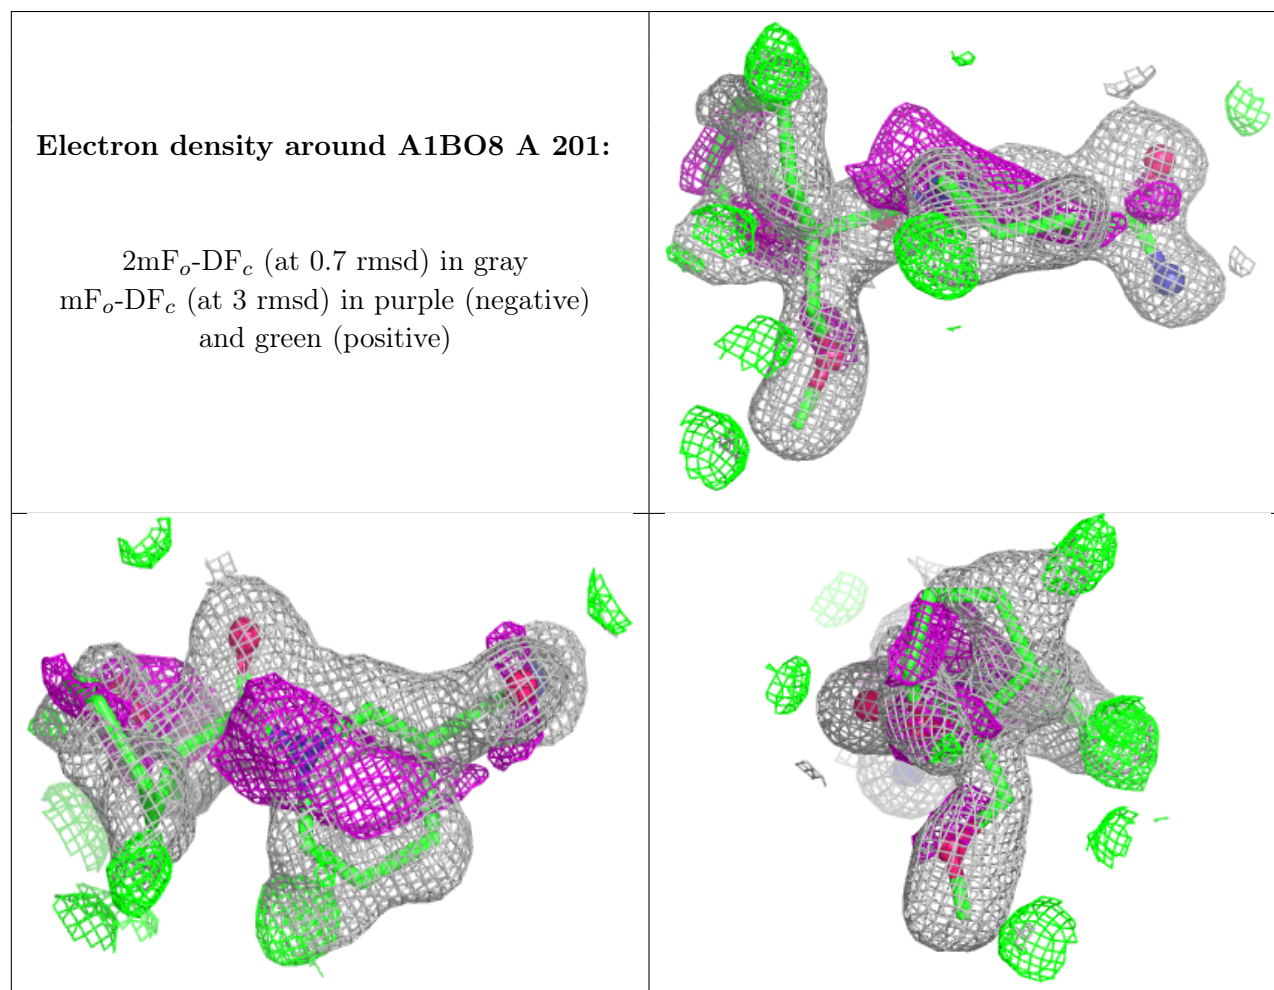 Electron density around A1BO8 A 201:
2mFo-DFc (at 0.7 rmsd) in gray
mFo-DFc (at 3 rmsd) in purple (negative)
and green (positive)